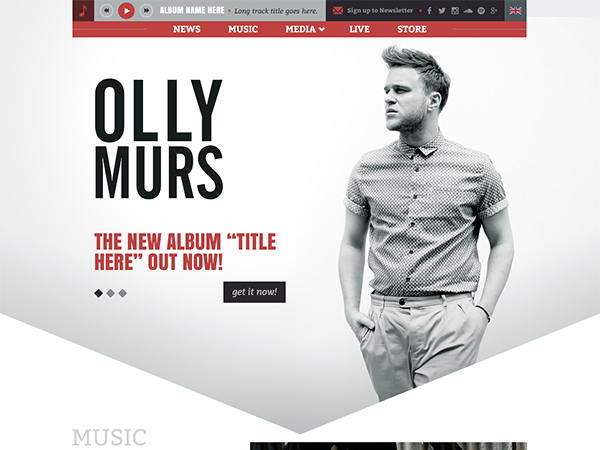 ALBUM NAME HERE • Long track title goes here.
Sign up to Newsletter
NEWS MUSIC MEDIA LIVE STORE
OLLY
MURS
THE NEW ALBUM “TITLE
HERE” OUT NOW!
get it now!
MUSIC